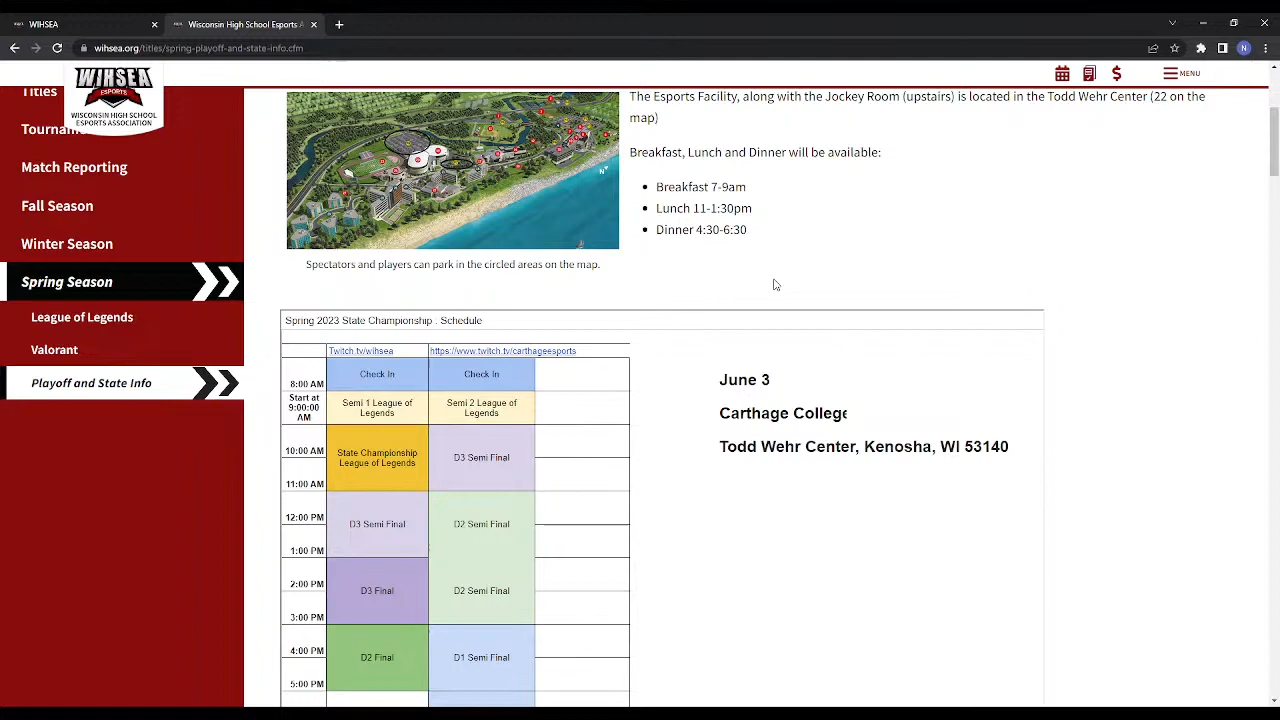 WIHSEA
Wisconsin High School Esports A
wihsea.org/titles/spring-playoff-and-state-info.cfm
N
WIHSEA
ESPORTS
WISCONSIN HIGH SCHOOL
ESPORTS ASSOCIATION
MENU
Titles
Match Reporting
Fall Season
Winter Season
Spring Season
League of Legends
Valorant
Playoff and State Info
Spectators and players can park in the circled areas on the map.
The Esports Facility, along with the Jockey Room (upstairs) is located in the Todd Wehr Center (22 on the
map)
Breakfast, Lunch and Dinner will be available:
Breakfast 7-9am
Lunch 11-1:30pm
Dinner 4:30-6:30
Spring 2023 State Championship : Schedule
Twitch.tv/wihsea https://www.twitch.tv/carthageesports
8:00 AM Check In Check In
Start at
9:00:00
AM
Semi 1 League of
Legends
Semi 2 League of
Legends
10:00 AM
State Championship
League of Legends
D3 Semi Final
11:00 AM
12:00 PM D3 Semi Final D2 Semi Final
1:00 PM
2:00 PM D3 Final D2 Semi Final
3:00 PM
4:00 PM D2 Final D1 Semi Final
5:00 PM
June 3
Carthage College
Todd Wehr Center, Kenosha, WI 53140